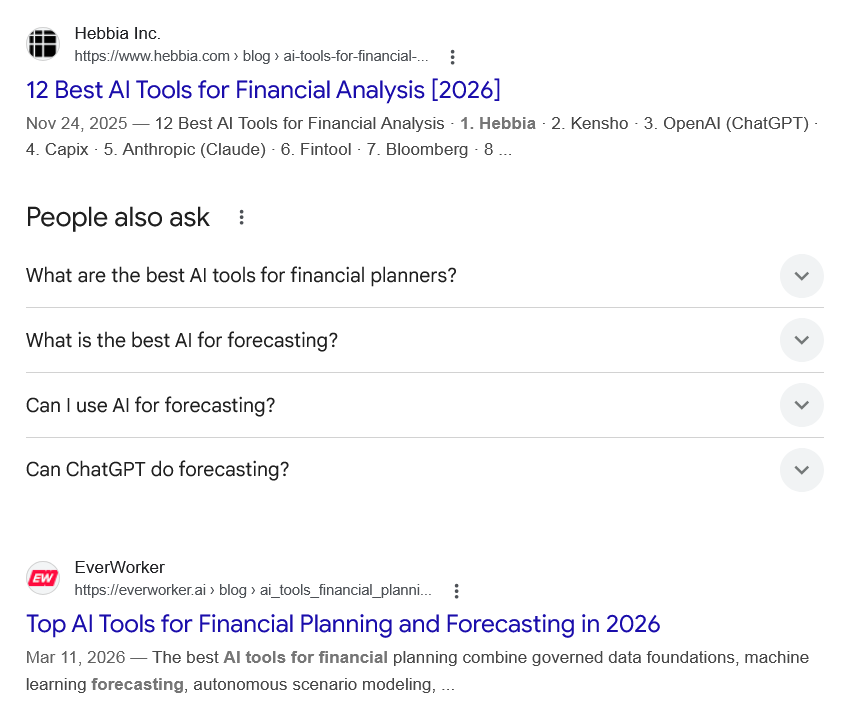 Hebbia Inc.
https://www.hebbia.com › blog › ai-tools-for-financial-...
12 Best AI Tools for Financial Analysis [2026]
Nov 24, 2025 — 12 Best AI Tools for Financial Analysis · 1. Hebbia · 2. Kensho · 3. OpenAI (ChatGPT) ·
4. Capix · 5. Anthropic (Claude) · 6. Fintool · 7. Bloomberg · 8 ...
People also ask
What are the best AI tools for financial planners?
What is the best AI for forecasting?
Can I use AI for forecasting?
Can ChatGPT do forecasting?
EW
EverWorker
https://everworker.ai › blog › ai_tools_financial_planni...
Top AI Tools for Financial Planning and Forecasting in 2026
Mar 11, 2026 — The best AI tools for financial planning combine governed data foundations, machine
learning forecasting, autonomous scenario modeling, ...